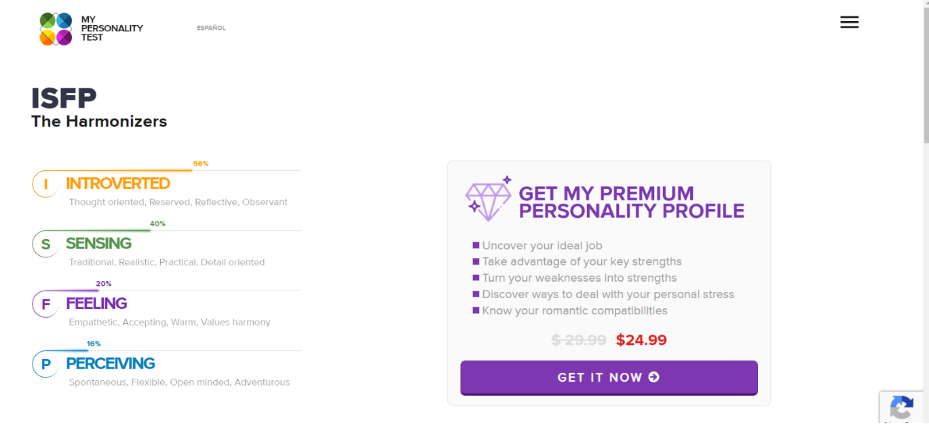 MY
PERSONALITY
TEST
ESPAÑOL
ISFP
The Harmonizers
56%
I INTROVERTED
Thought oriented, Reserved, Reflective, Observant
40%
S SENSING
Traditional, Realistic, Practical, Detail oriented
20%
F FEELING
Empathetic, Accepting, Warm, Values harmony
16%
P PERCEIVING
Spontaneous, Flexible, Open minded, Adventurous
GET MY PREMIUM
PERSONALITY PROFILE
Uncover your ideal job
Take advantage of your key strengths
Turn your weaknesses into strengths
Discover ways to deal with your personal stress
Know your romantic compatibilities
$ 29.99 $24.99
GET IT NOW